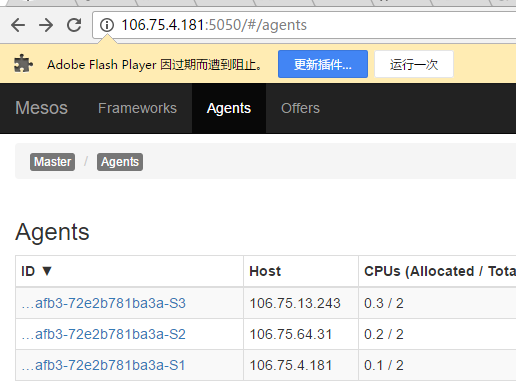 106.75.4.181:5050/#/agents
Adobe Flash Player 因过期而遭到阻止。 更新插件... 运行一次
Mesos Frameworks Agents Offers
Master / Agents
Agents
ID ▼ Host CPUs (Allocated / Tota
…afb3-72e2b781ba3a-S3 106.75.13.243 0.3 / 2
…afb3-72e2b781ba3a-S2 106.75.64.31 0.2 / 2
…afb3-72e2b781ba3a-S1 106.75.4.181 0.1 / 2